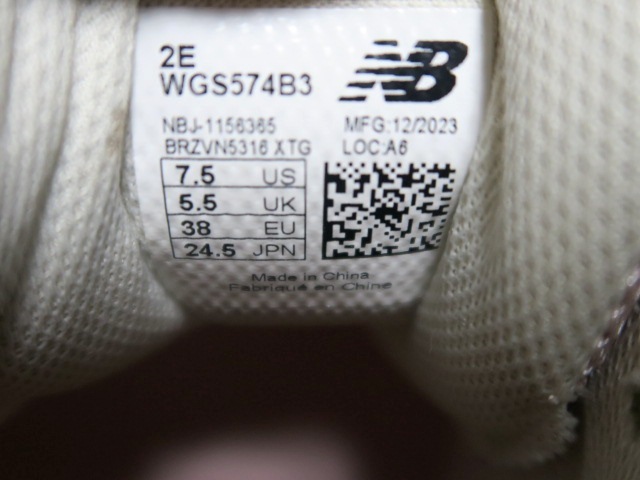 2E
WGS574B3
NB
NBJ-1156365
MFG:12/2023
BRZVN5316 XTG
LOC:A6
7.5 US
5.5 UK
38 EU
24.5 JPN
Made in China
Fabriqué en Chine